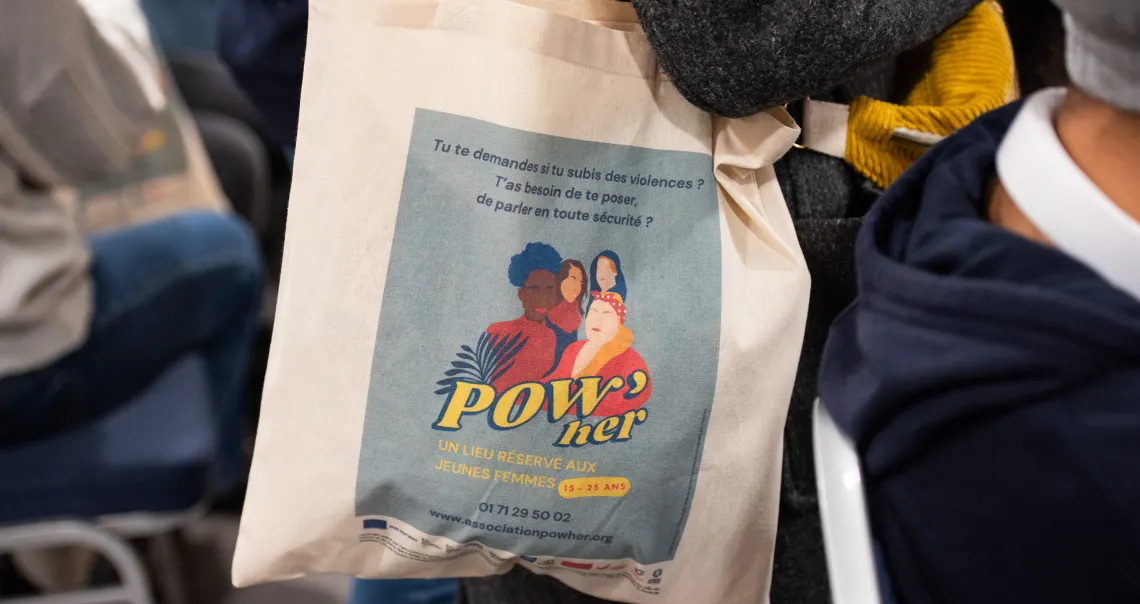 Tu te demandes si tu subis des violences ?
T'as besoin de te poser,
de parler en toute sécurité ?
POW'
her
UN LIEU RÉSERVÉ AUX
JEUNES FEMMES 15 - 25 ANS
01 71 29 50 02
www.associationpowher.org